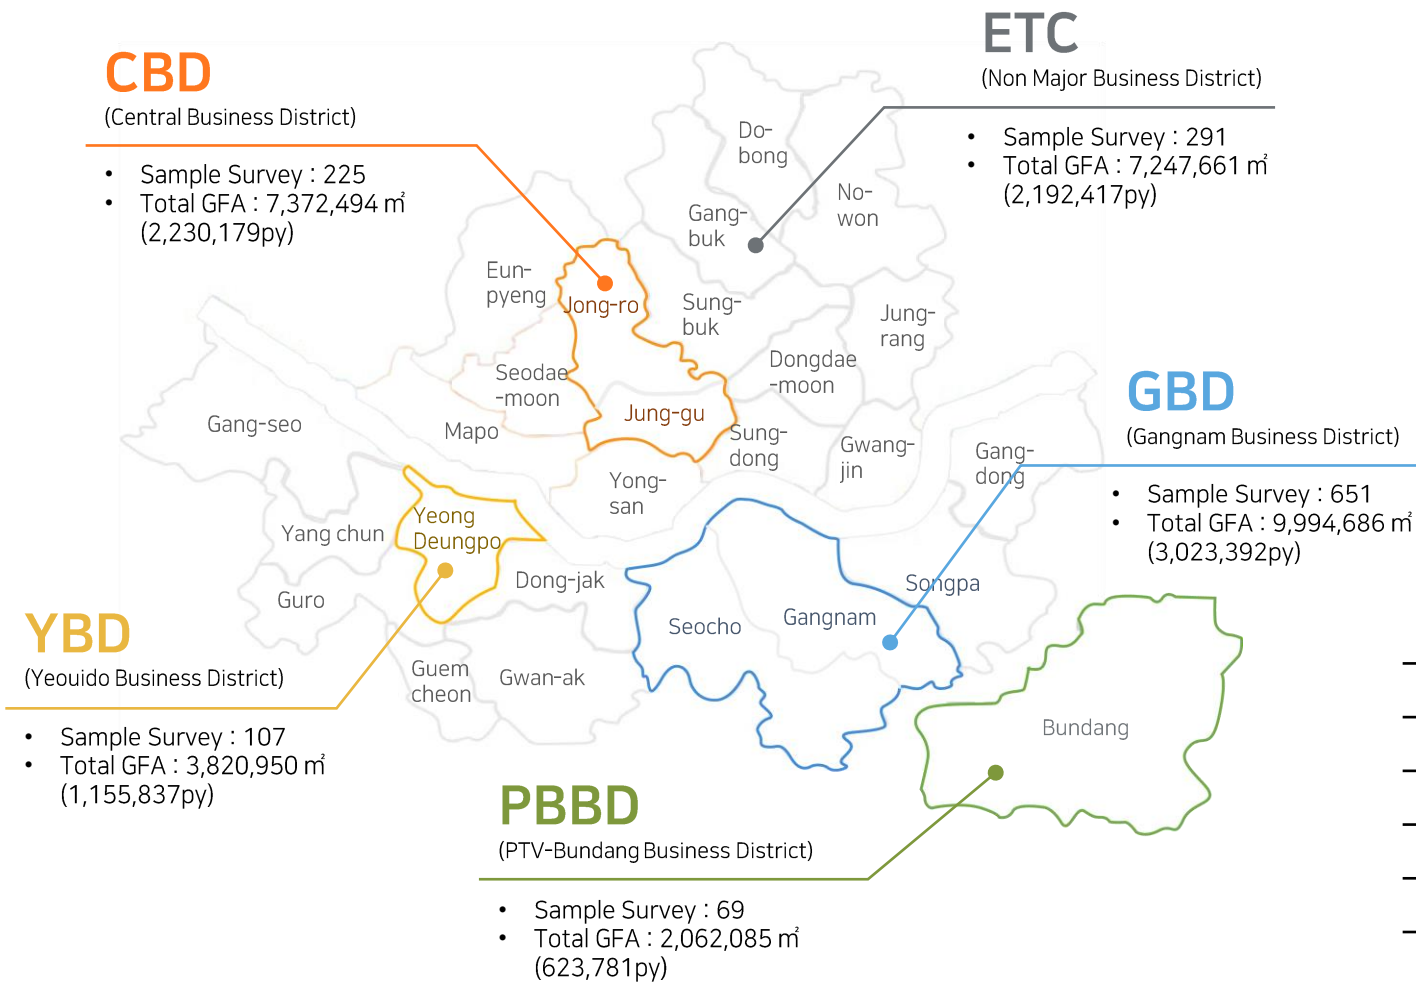 ETC
(Non Major Business District)
• Sample Survey : 291
• Total GFA : 7,247,661 ㎡
(2,192,417py)
CBD
(Central Business District)
• Sample Survey : 225
• Total GFA : 7,372,494 ㎡
(2,230,179py)
Do-
bong
No-
won
Gang-
buk
Eun-
pyeng
Jong-ro
Sung-
buk
Jung-
rang
Dongdae
-moon
Seodae
-moon
Jung-gu
Gang-seo
Mapo
Sung-
dong
Gwang-
jin
Gang-
dong
Yong-
san
Yang chun
Yeong
Deungpo
Dong-jak
Guro
Songpa
Gangnam
Seocho
Guem
cheon
Gwan-ak
Bundang
GBD
(Gangnam Business District)
• Sample Survey : 651
• Total GFA : 9,994,686 ㎡
(3,023,392py)
YBD
(Yeouido Business District)
• Sample Survey : 107
• Total GFA : 3,820,950 ㎡
(1,155,837py)
PBBD
(PTV-Bundang Business District)
• Sample Survey : 69
• Total GFA : 2,062,085 ㎡
(623,781py)